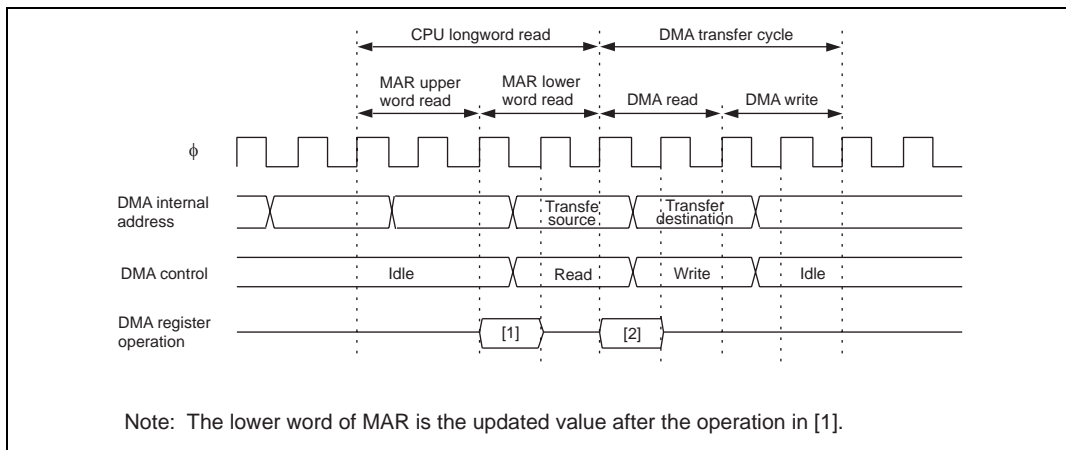 CPU longword read DMA transfer cycle
MAR upper word read MAR lower word read DMA read DMA write
ϕ
DMA internal address
Transfe source
Transfer destination
DMA control
Idle Read Write Idle
DMA register operation
[1] [2]
Note: The lower word of MAR is the updated value after the operation in [1].